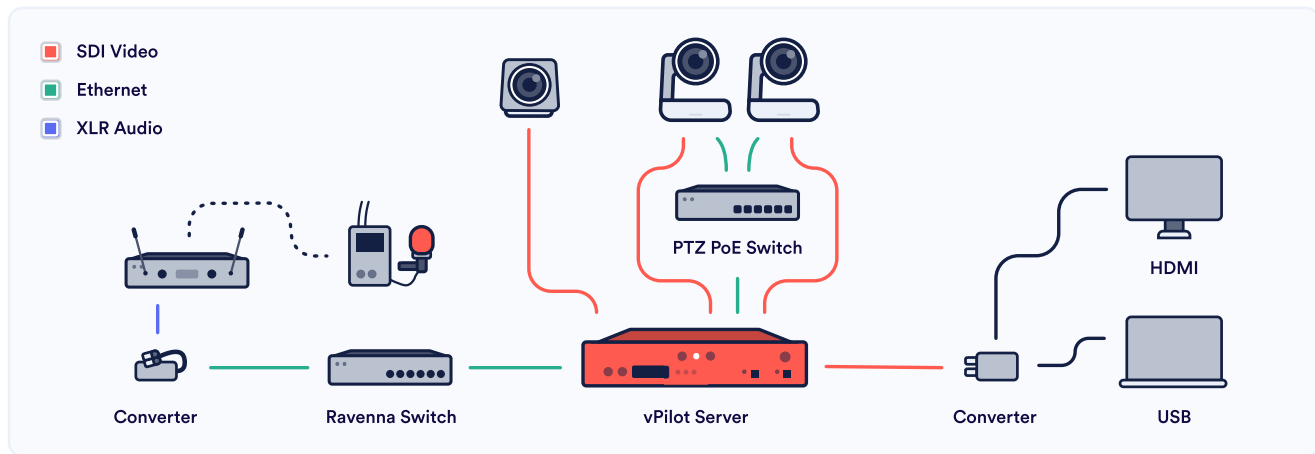 SDI Video
Ethernet
XLR Audio
PTZ PoE Switch
HDMI
Converter
Ravenna Switch
vPilot Server
Converter
USB